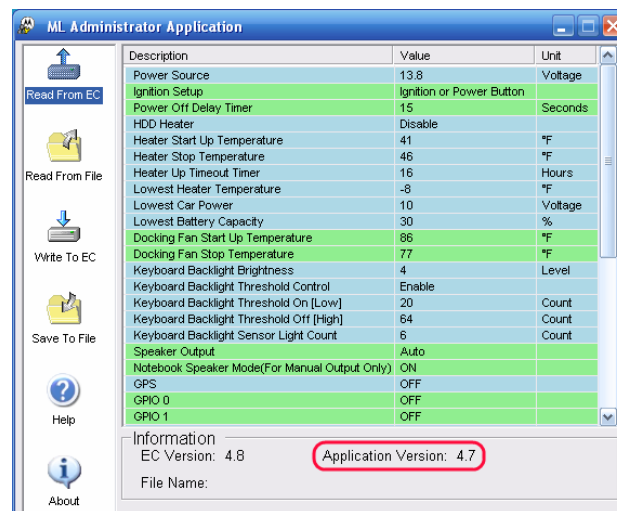 ML Administrator Application
Read From EC
Read From File
Write To EC
Save To File
Help
About
Description Value Unit
Power Source 13.8 Voltage
Ignition Setup Ignition or Power Button
Power Off Delay Timer 15 Seconds
HDD Heater Disable
Heater Start Up Temperature 41 °F
Heater Stop Temperature 46 °F
Heater Up Timeout Timer 16 Hours
Lowest Heater Temperature -8 °F
Lowest Car Power 10 Voltage
Lowest Battery Capacity 30 %
Docking Fan Start Up Temperature 86 °F
Docking Fan Stop Temperature 77 °F
Keyboard Backlight Brightness 4 Level
Keyboard Backlight Threshold Control Enable
Keyboard Backlight Threshold On [Low] 20 Count
Keyboard Backlight Threshold Off [High] 64 Count
Keyboard Backlight Sensor Light Count 6 Count
Speaker Output Auto
Notebook Speaker Mode(For Manual Output Only) ON
GPS OFF
GPIO 0 OFF
GPIO 1 OFF
Information
EC Version: 4.8 Application Version: 4.7
File Name: